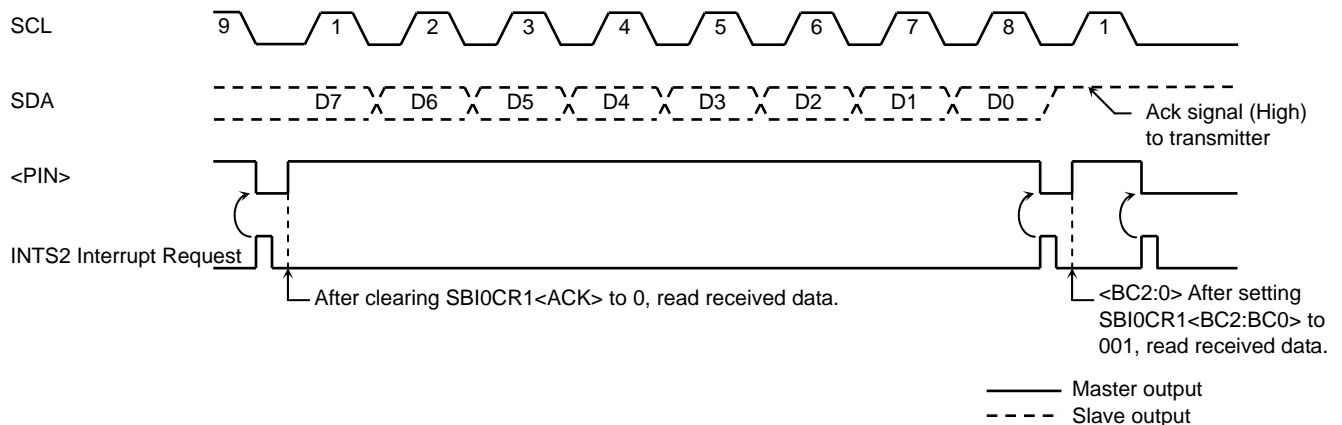 SCL 9 1 2 3 4 5 6 7 8 1
SDA D7 D6 D5 D4 D3 D2 D1 D0
Ack signal (High)
to transmitter
<PIN>
INTS2 Interrupt Request
After clearing SBI0CR1<ACK> to 0, read received data.
<BC2:0> After setting
SBI0CR1<BC2:BC0> to
001, read received data.
Master output
Slave output